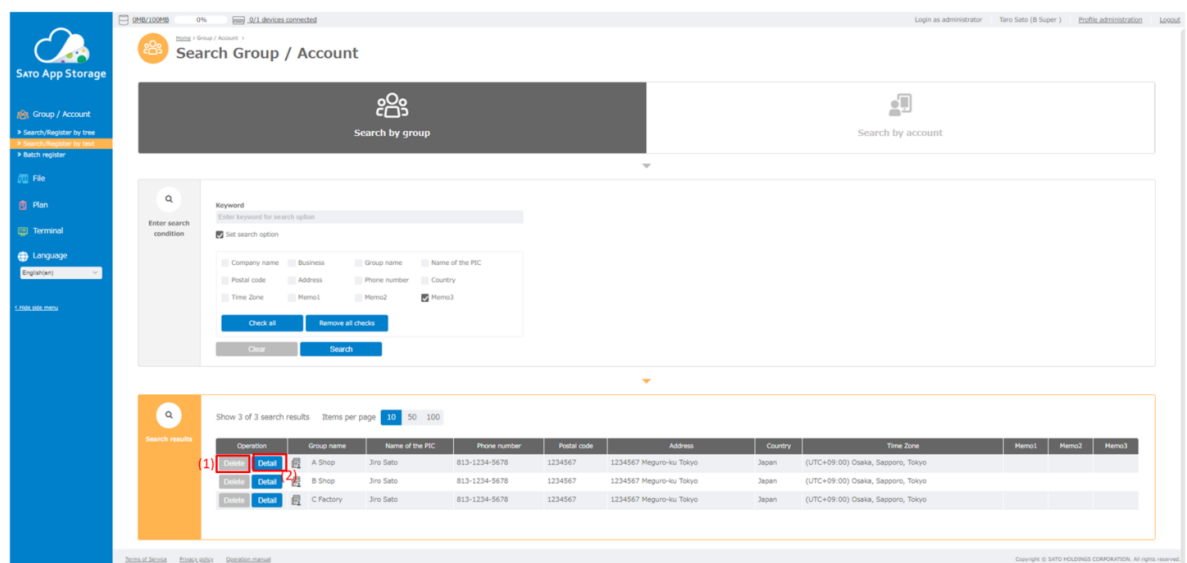 0MB/100MB 0% 0/1 devices connected Login as administrator Taro Sato (B Super ) Profile administration Logout
Home > Group / Account >
Search Group / Account
SATO App Storage
Group / Account
Search/Register by tree
Search/Register by text
Batch register
File
Plan
Terminal
Language
English(en)
Hide side menu
Search by group
Search by account
Enter search
condition
Keyword
Enter keyword for search option
Set search option
Company name Business Group name Name of the PIC
Postal code Address Phone number Country
Time Zone Memo1 Memo2 Memo3
Check all Remove all checks
Clear Search
Search results
Show 3 of 3 search results Items per page 10 50 100
Operation Group name Name of the PIC Phone number Postal code Address Country Time Zone Memo1 Memo2 Memo3
(1) Delete Detail A Shop Jiro Sato 813-1234-5678 1234567 1234567 Meguro-ku Tokyo Japan (UTC+09:00) Osaka, Sapporo, Tokyo
(2)
Delete Detail B Shop Jiro Sato 813-1234-5678 1234567 1234567 Meguro-ku Tokyo Japan (UTC+09:00) Osaka, Sapporo, Tokyo
Delete Detail C Factory Jiro Sato 813-1234-5678 1234567 1234567 Meguro-ku Tokyo Japan (UTC+09:00) Osaka, Sapporo, Tokyo
Terms of Service Privacy policy Operation manual Copyright © SATO HOLDINGS CORPORATION. All rights reserved.